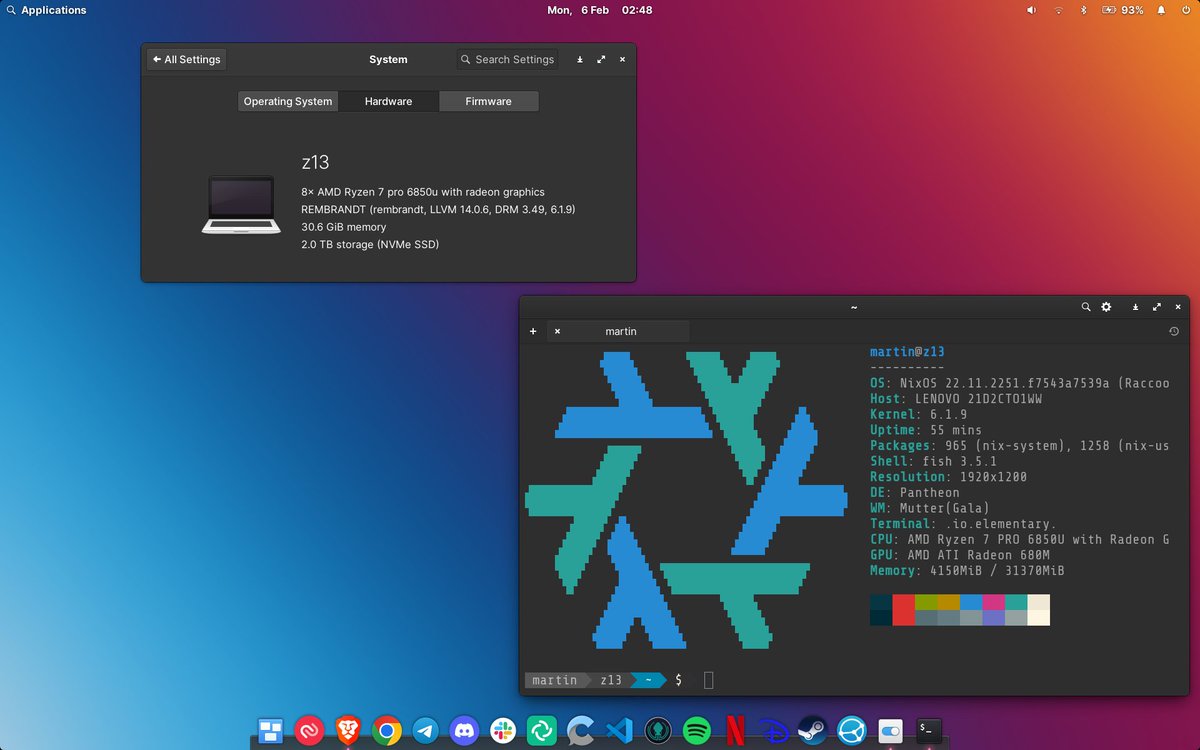 Applications
Mon, 6 Feb 02:48
93%
All Settings
System
Search Settings
Operating System
Hardware
Firmware
z13
8× AMD Ryzen 7 pro 6850u with radeon graphics
REMBRANDT (rembrandt, LLVM 14.0.6, DRM 3.49, 6.1.9)
30.6 GiB memory
2.0 TB storage (NVMe SSD)
~
martin
martin@z13
----------
OS: NixOS 22.11.2251.f7543a7539a (Raccoo
Host: LENOVO 21D2CTO1WW
Kernel: 6.1.9
Uptime: 55 mins
Packages: 965 (nix-system), 1258 (nix-us
Shell: fish 3.5.1
Resolution: 1920x1200
DE: Pantheon
WM: Mutter(Gala)
Terminal: .io.elementary.
CPU: AMD Ryzen 7 PRO 6850U with Radeon G
GPU: AMD ATI Radeon 680M
Memory: 4150MiB / 31370MiB
martin z13 ~ $